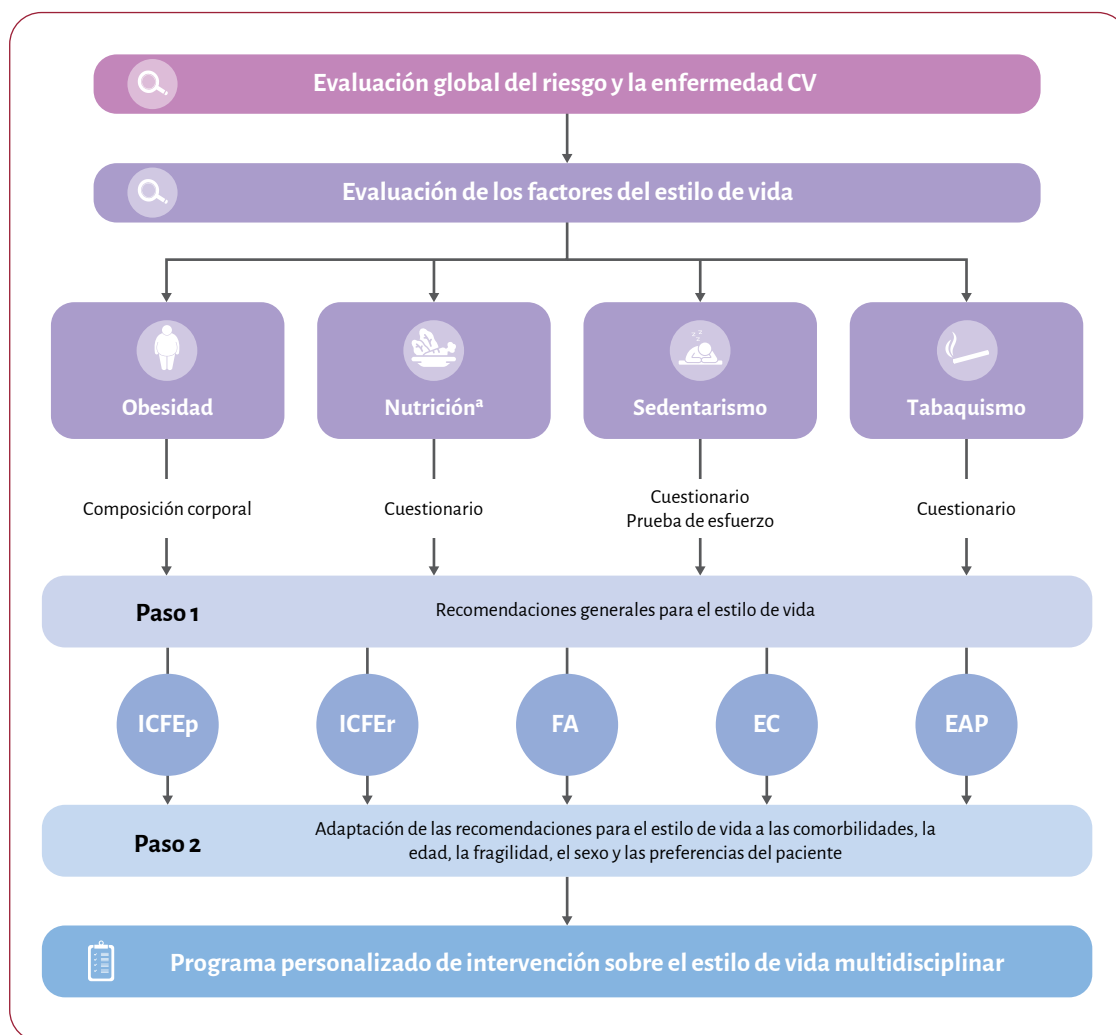 Evaluación global del riesgo y la enfermedad CV
Evaluación de los factores del estilo de vida
Obesidad
Nutriciónª
Sedentarismo
Tabaquismo
Composición corporal
Cuestionario
Cuestionario
Prueba de esfuerzo
Cuestionario
Paso 1
Recomendaciones generales para el estilo de vida
ICFEp
ICFEr
FA
EC
EAP
Paso 2
Adaptación de las recomendaciones para el estilo de vida a las comorbilidades, la
edad, la fragilidad, el sexo y las preferencias del paciente
Programa personalizado de intervención sobre el estilo de vida multidisciplinar